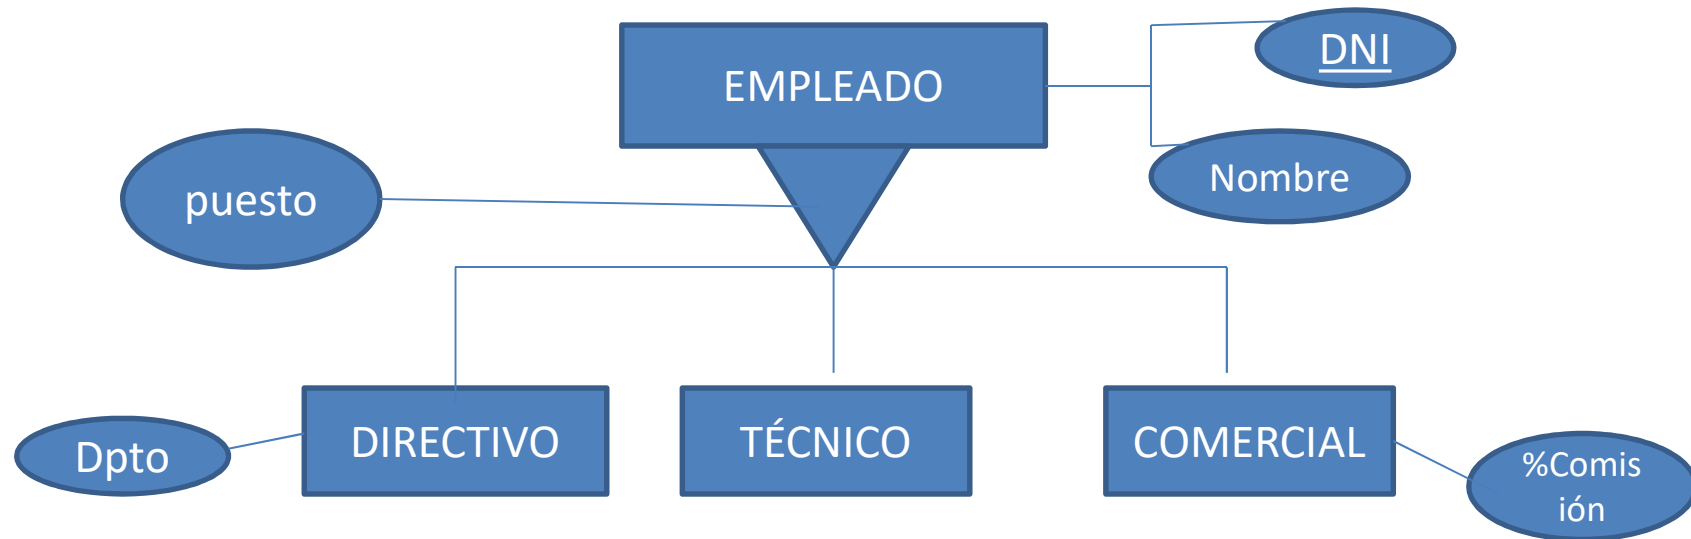 EMPLEADO
DNI
Nombre
puesto
DIRECTIVO
TÉCNICO
COMERCIAL
Dpto
%Comis
ión